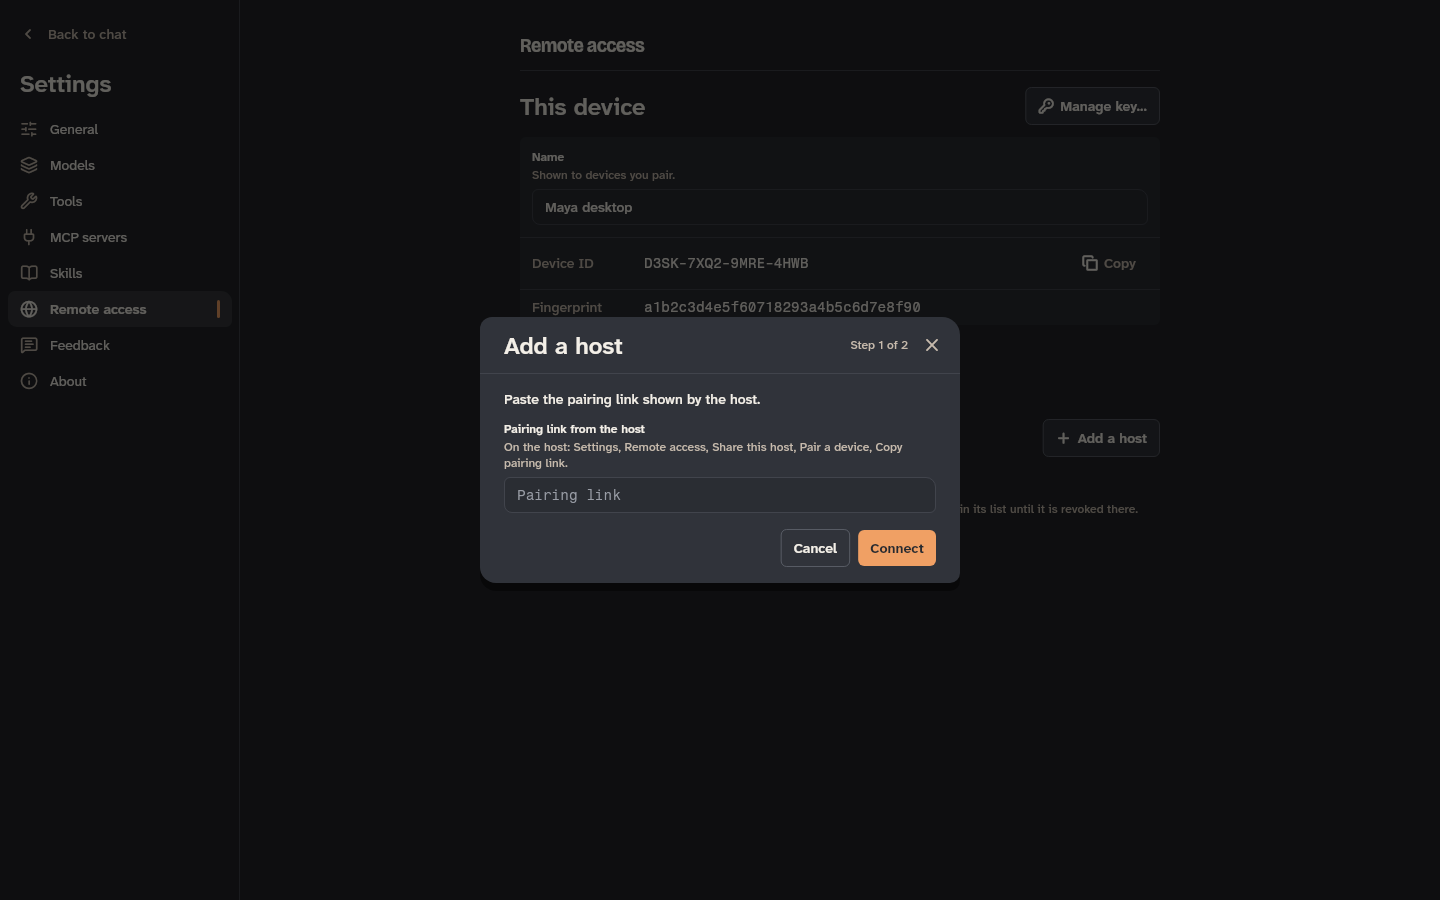 Back to chat
Settings
General
Models
Tools
MCP servers
Skills
Remote access
Feedback
About
Remote access
This device
Manage key...
Name
Shown to devices you pair.
Maya desktop
Device ID
D3SK-7XQ2-9MRE-4HWB
Copy
Fingerprint
a1b2c3d4e5f60718293a4b5c6d7e8f90
Add a host
Step 1 of 2
Paste the pairing link shown by the host.
Pairing link from the host
On the host: Settings, Remote access, Share this host, Pair a device, Copy
pairing link.
Pairing link
Cancel
Connect
Add a host
in its list until it is revoked there.